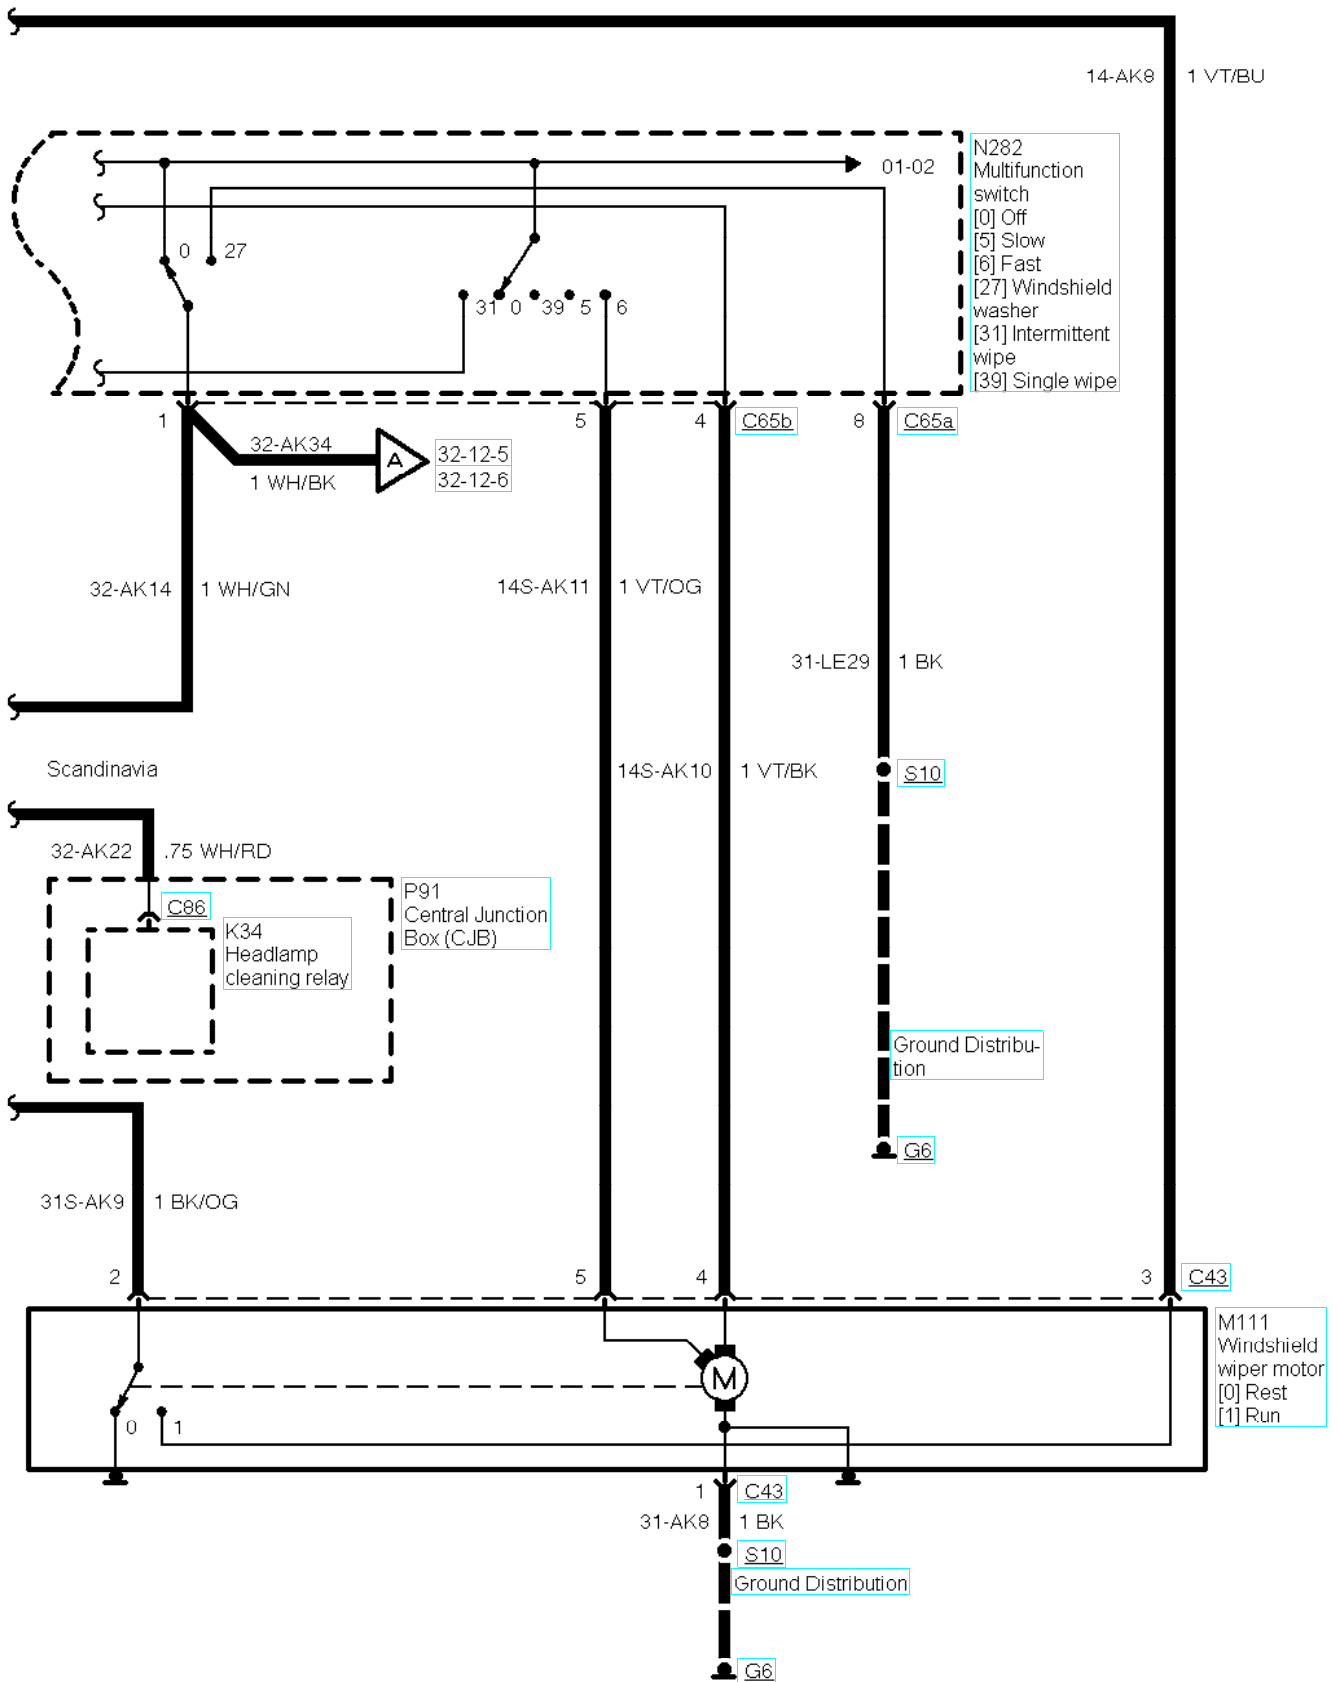 14-AK8 1 VT/BU
N282
Multifunction
switch
[0] Off
[5] Slow
[6] Fast
[27] Windshield
washer
[31] Intermittent
wipe
[39] Single wipe
01-02
0 27
31 0 39 5 6
1 5 4 C65b 8 C65a
32-AK34
A
32-12-5
1 WH/BK
32-12-6
32-AK14 1 WH/GN
14S-AK11 1 VT/OG
31-LE29 1 BK
Scandinavia
14S-AK10 1 VT/BK
S10
32-AK22 .75 WH/RD
P91
Central Junction
Box (CJB)
C86
K34
Headlamp
cleaning relay
Ground Distribu-
tion
G6
31S-AK9 1 BK/OG
2 5 4 3 C43
M111
Windshield
wiper motor
[0] Rest
[1] Run
M
0 1
1 C43
31-AK8 1 BK
S10
Ground Distribution
G6